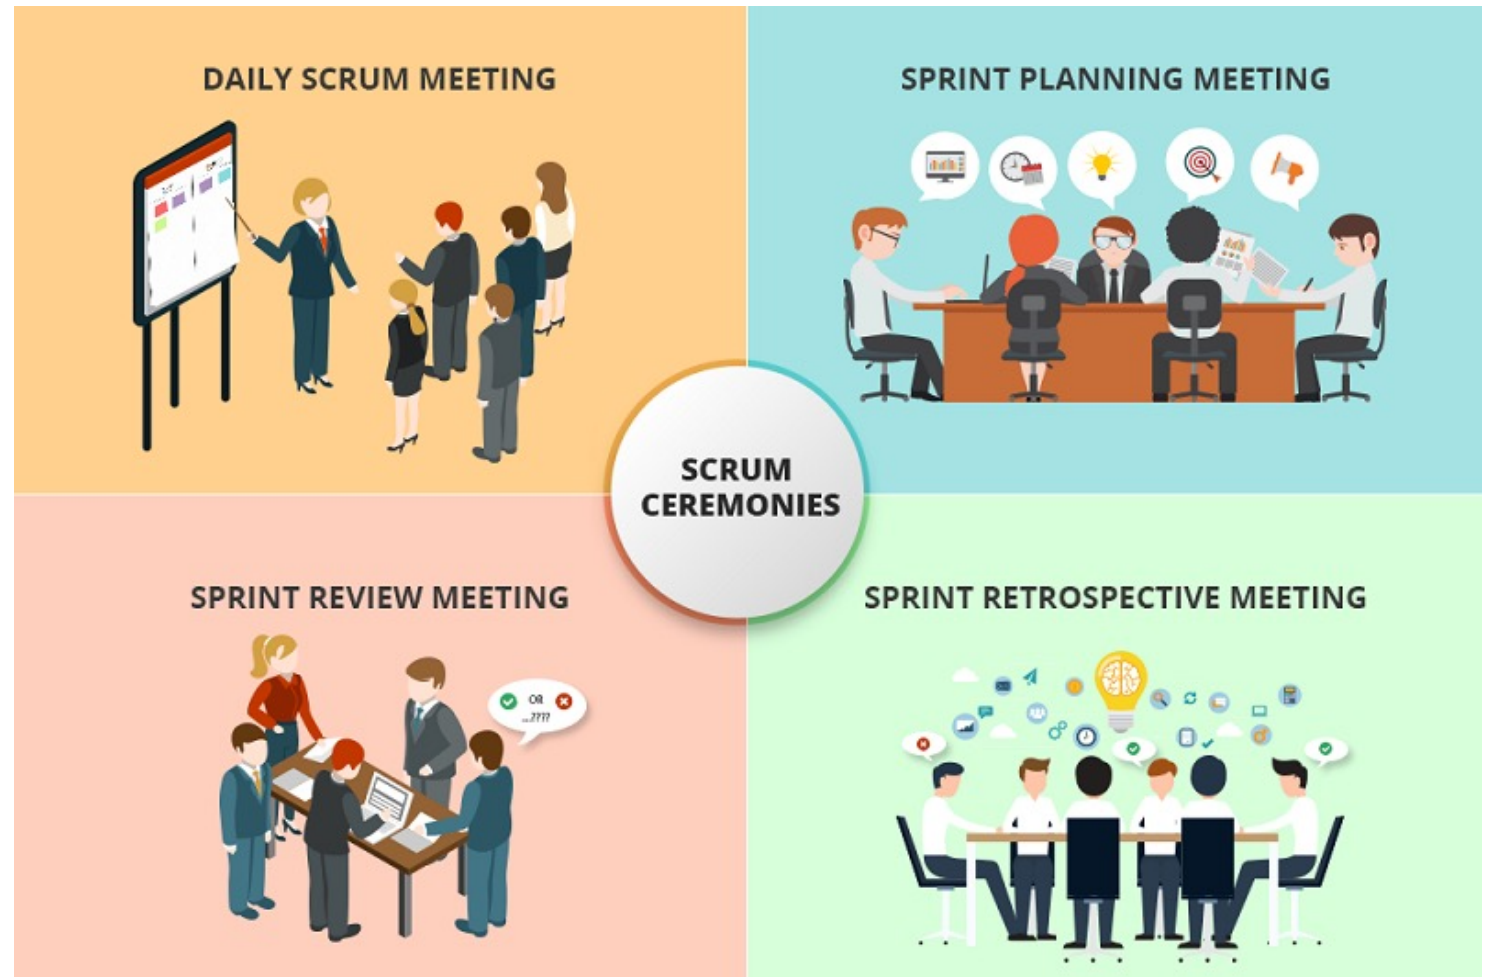 DAILY SCRUM MEETING
SPRINT PLANNING MEETING
SCRUM
CEREMONIES
SPRINT REVIEW MEETING
SPRINT RETROSPECTIVE MEETING
OR
...????